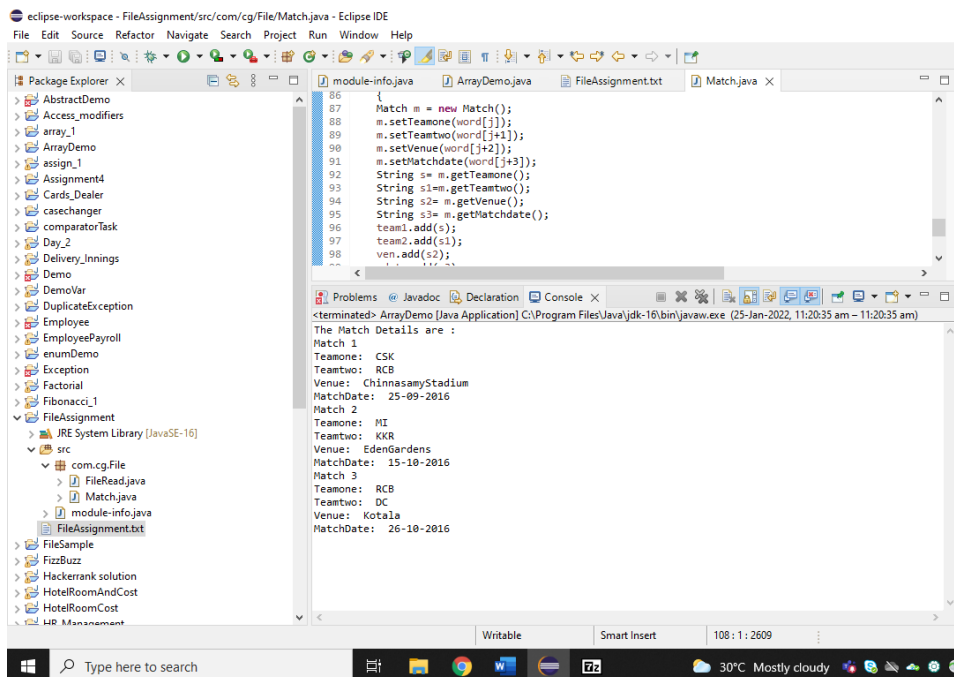 eclipse-workspace - FileAssignment/src/com/cg/File/Match.java - Eclipse IDE
File Edit Source Refactor Navigate Search Project Run Window Help
Package Explorer
AbstractDemo
Access_modifiers
array_1
ArrayDemo
assign_1
Assignment4
Cards_Dealer
casechanger
comparatorTask
Day_2
Delivery_Innings
Demo
DemoVar
DuplicateException
Employee
EmployeePayroll
enumDemo
Exception
Factorial
Fibonacci_1
FileAssignment
JRE System Library [JavaSE-16]
src
com.cg.File
FileRead.java
Match.java
module-info.java
FileAssignment.txt
FileSample
FizzBuzz
Hackerrank solution
HotelRoomAndCost
HotelRoomCost
HR_Management
module-info.java ArrayDemo.java FileAssignment.txt Match.java
86 {
87 Match m = new Match();
88 m.setTeamone(word[j]);
89 m.setTeamtwo(word[j+1]);
90 m.setVenue(word[j+2]);
91 m.setMatchdate(word[j+3]);
92 String s= m.getTeamone();
93 String s1=m.getTeamtwo();
94 String s2= m.getVenue();
95 String s3= m.getMatchdate();
96 team1.add(s);
97 team2.add(s1);
98 ven.add(s2);
Problems @ Javadoc Declaration Console
<terminated> ArrayDemo [Java Application] C:\Program Files\Java\jdk-16\bin\javaw.exe (25-Jan-2022, 11:20:35 am – 11:20:35 am)
The Match Details are :
Match 1
Teamone: CSK
Teamtwo: RCB
Venue: ChinnasamyStadium
MatchDate: 25-09-2016
Match 2
Teamone: MI
Teamtwo: KKR
Venue: EdenGardens
MatchDate: 15-10-2016
Match 3
Teamone: RCB
Teamtwo: DC
Venue: Kotala
MatchDate: 26-10-2016
Writable Smart Insert 108 : 1 : 2609
Type here to search
30°C Mostly cloudy